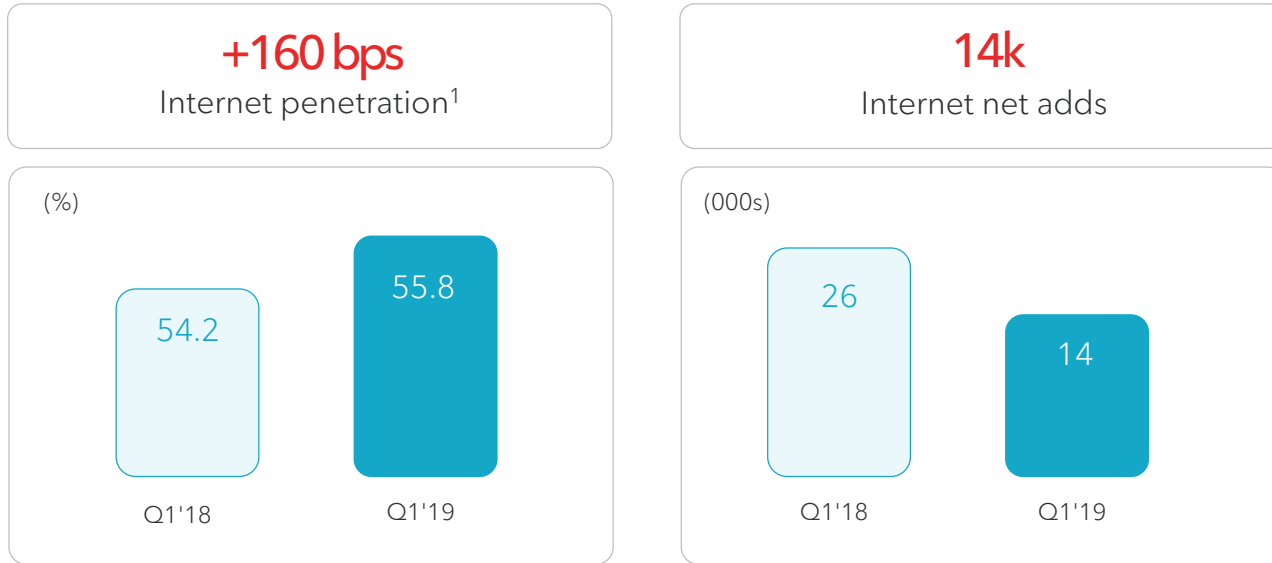 +160 bps
Internet penetration1
14k
Internet net adds
(%)
54.2
55.8
Q1'18
Q1'19
(000s)
26
14
Q1'18
Q1'19